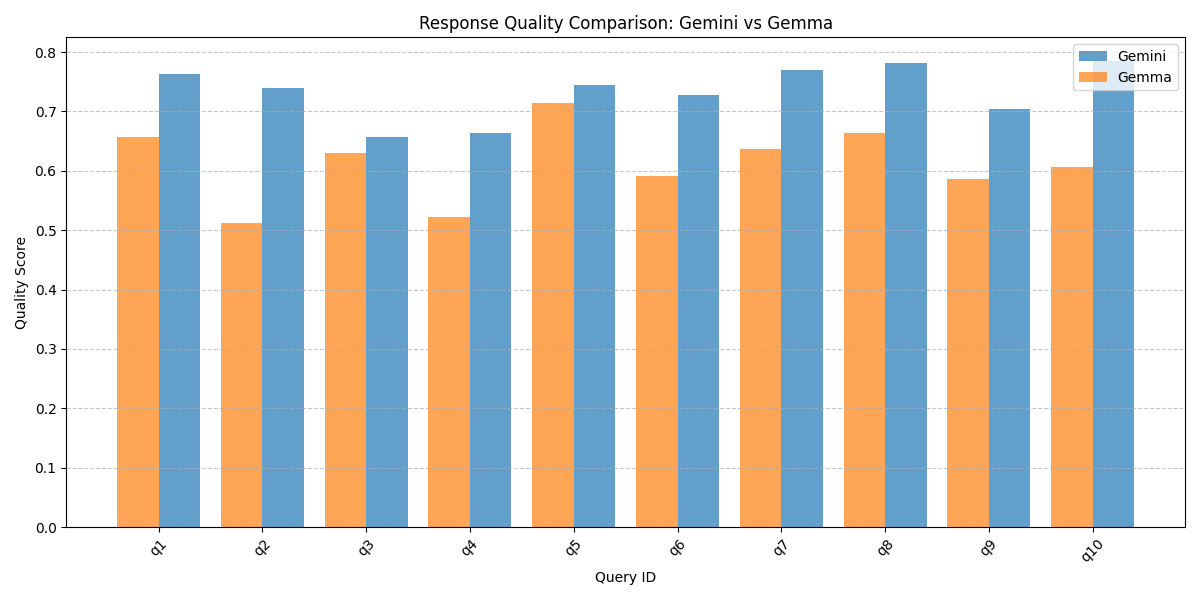 Response Quality Comparison: Gemini vs Gemma
Gemini
Gemma
Quality Score
0.8
0.7
0.6
0.5
0.4
0.3
0.2
0.1
0.0
q1
q2
q3
q4
q5
q6
q7
q8
q9
q10
Query ID